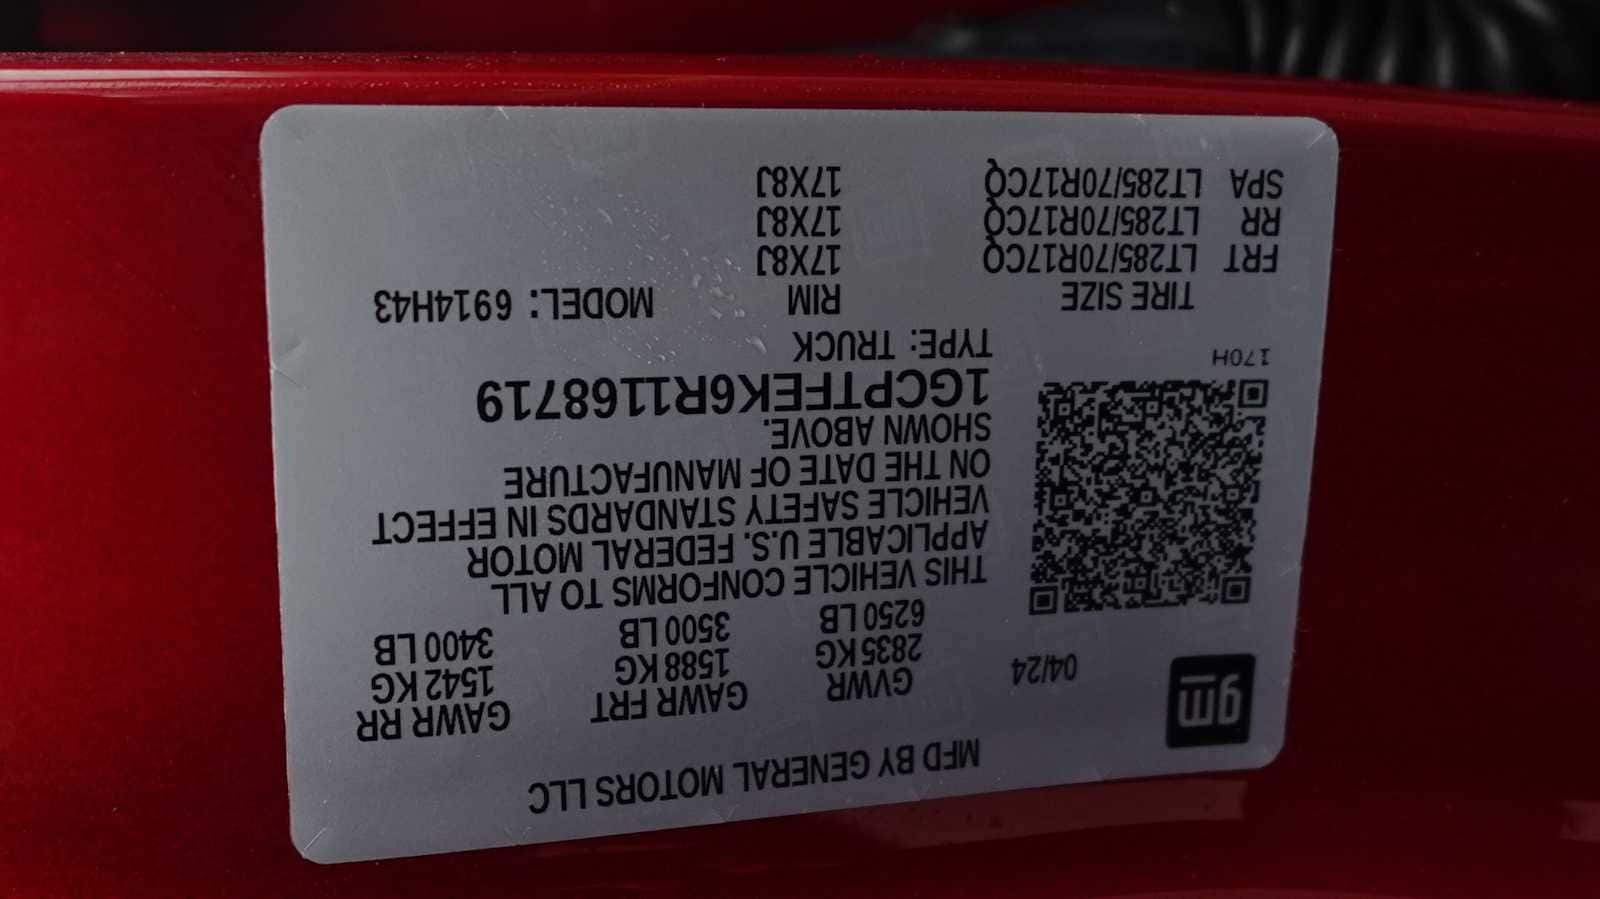 MFD BY GENERAL MOTORS LLC
gm
04/24
GVWR GAWR FRT GAWR RR
2835 KG 1588 KG 1542 KG
6250 LB 3500 LB 3400 LB
THIS VEHICLE CONFORMS TO ALL
APPLICABLE U.S. FEDERAL MOTOR
VEHICLE SAFETY STANDARDS IN EFFECT
ON THE DATE OF MANUFACTURE
SHOWN ABOVE.
1GCPTFEK6R1168719
170H
TYPE: TRUCK
MODEL: 6914H43
TIRE SIZE RIM
FRT LT285/70R17CQ 17X8J
RR LT285/70R17CQ 17X8J
SPA LT285/70R17CQ 17X8J